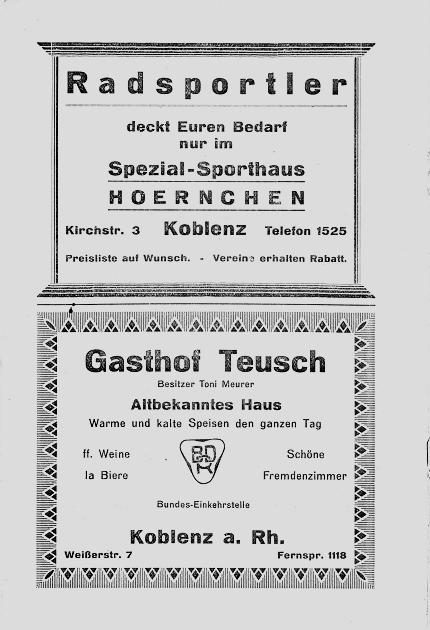 Radsportler
deckt Euren Bedarf
nur im
Spezial-Sporthaus
HOERNCHEN
Kirchstr. 3 Koblenz Telefon 1525
Preisliste auf Wunsch. - Vereine erhalten Rabatt.
Gasthof Teusch
Besitzer Toni Meurer
Altbekanntes Haus
Warme und kalte Speisen den ganzen Tag
ff. Weine
Ia Biere
BDR
Schöne
Fremdenzimmer
Bundes-Einkehrstelle
Koblenz a. Rh.
Weißerstr. 7 Fernspr. 1118